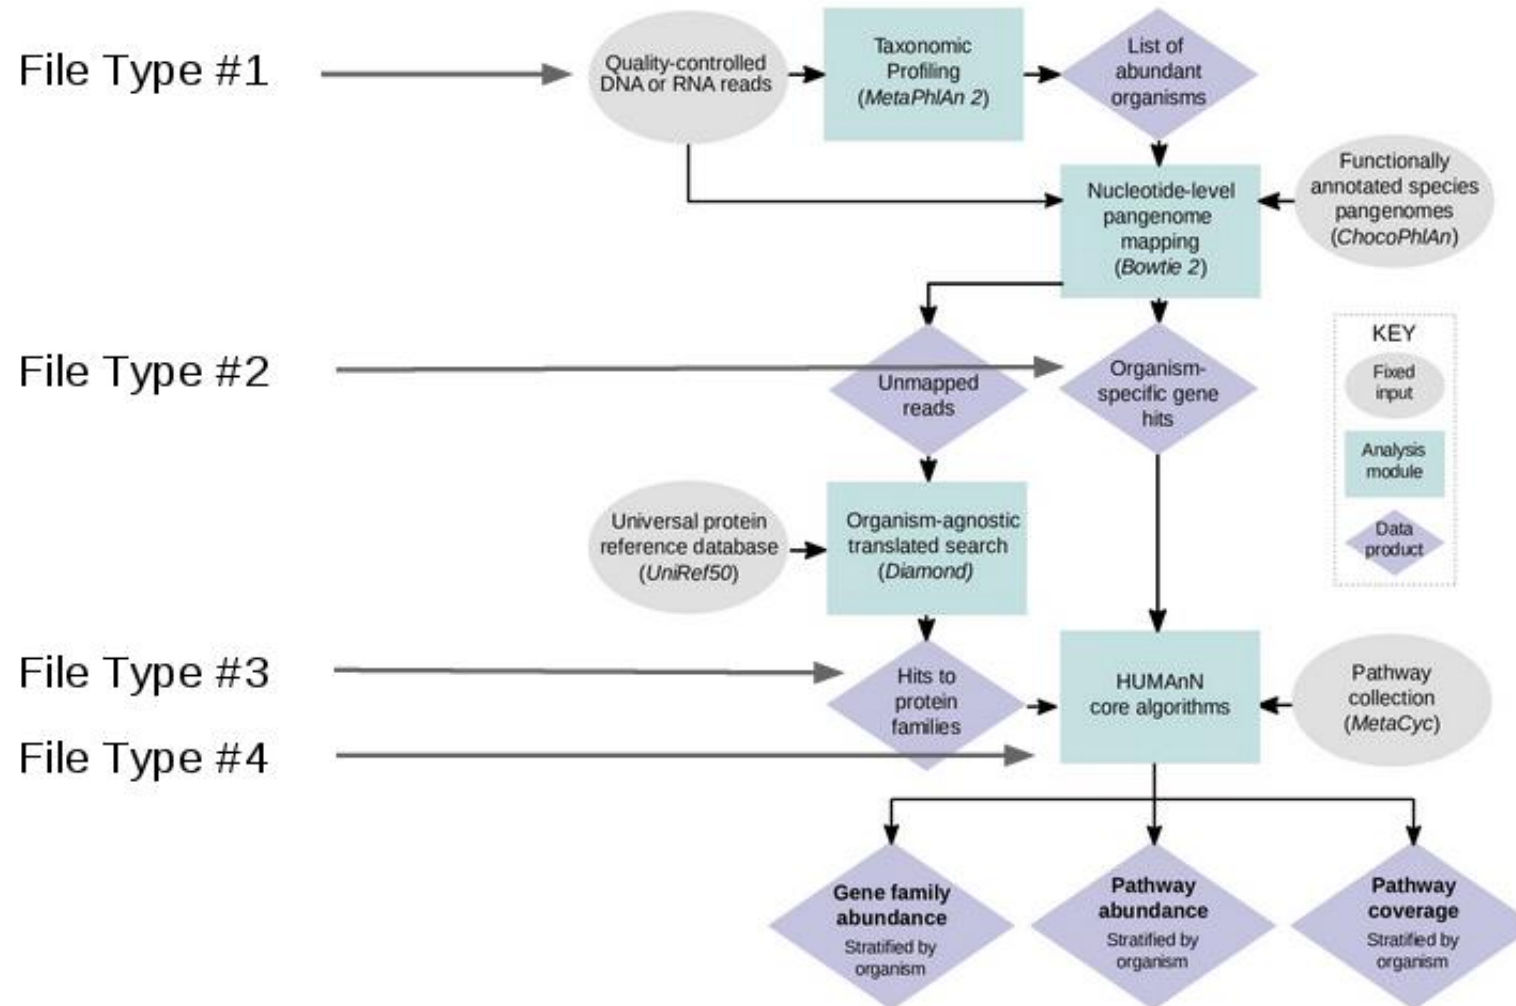 File Type #1
Quality-controlled
DNA or RNA reads
Taxonomic
Profiling
(MetaPhlAn 2)
List of
abundant
organisms
Nucleotide-level
pangenome
mapping
(Bowtie 2)
Functionally
annotated species
pangenomes
(ChocoPhlAn)
File Type #2
Unmapped
reads
Organism-
specific gene
hits
KEY
Fixed
input
Analysis
module
Data
product
Universal protein
reference database
(UniRef50)
Organism-agnostic
translated search
(Diamond)
File Type #3
Hits to
protein
families
HUMAnN
core algorithms
Pathway
collection
(MetaCyc)
File Type #4
Gene family
abundance
Stratified by
organism
Pathway
abundance
Stratified by
organism
Pathway
coverage
Stratified by
organism